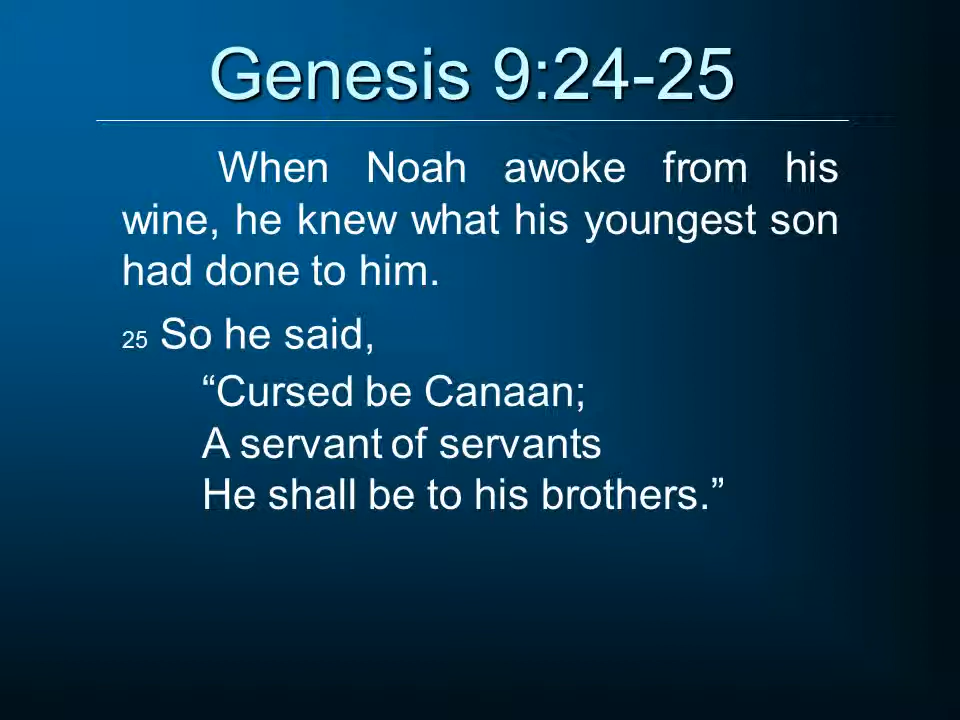 Genesis 9:24-25
When Noah awoke from his
wine, he knew what his youngest son
had done to him.
25 So he said,
“Cursed be Canaan;
A servant of servants
He shall be to his brothers.”